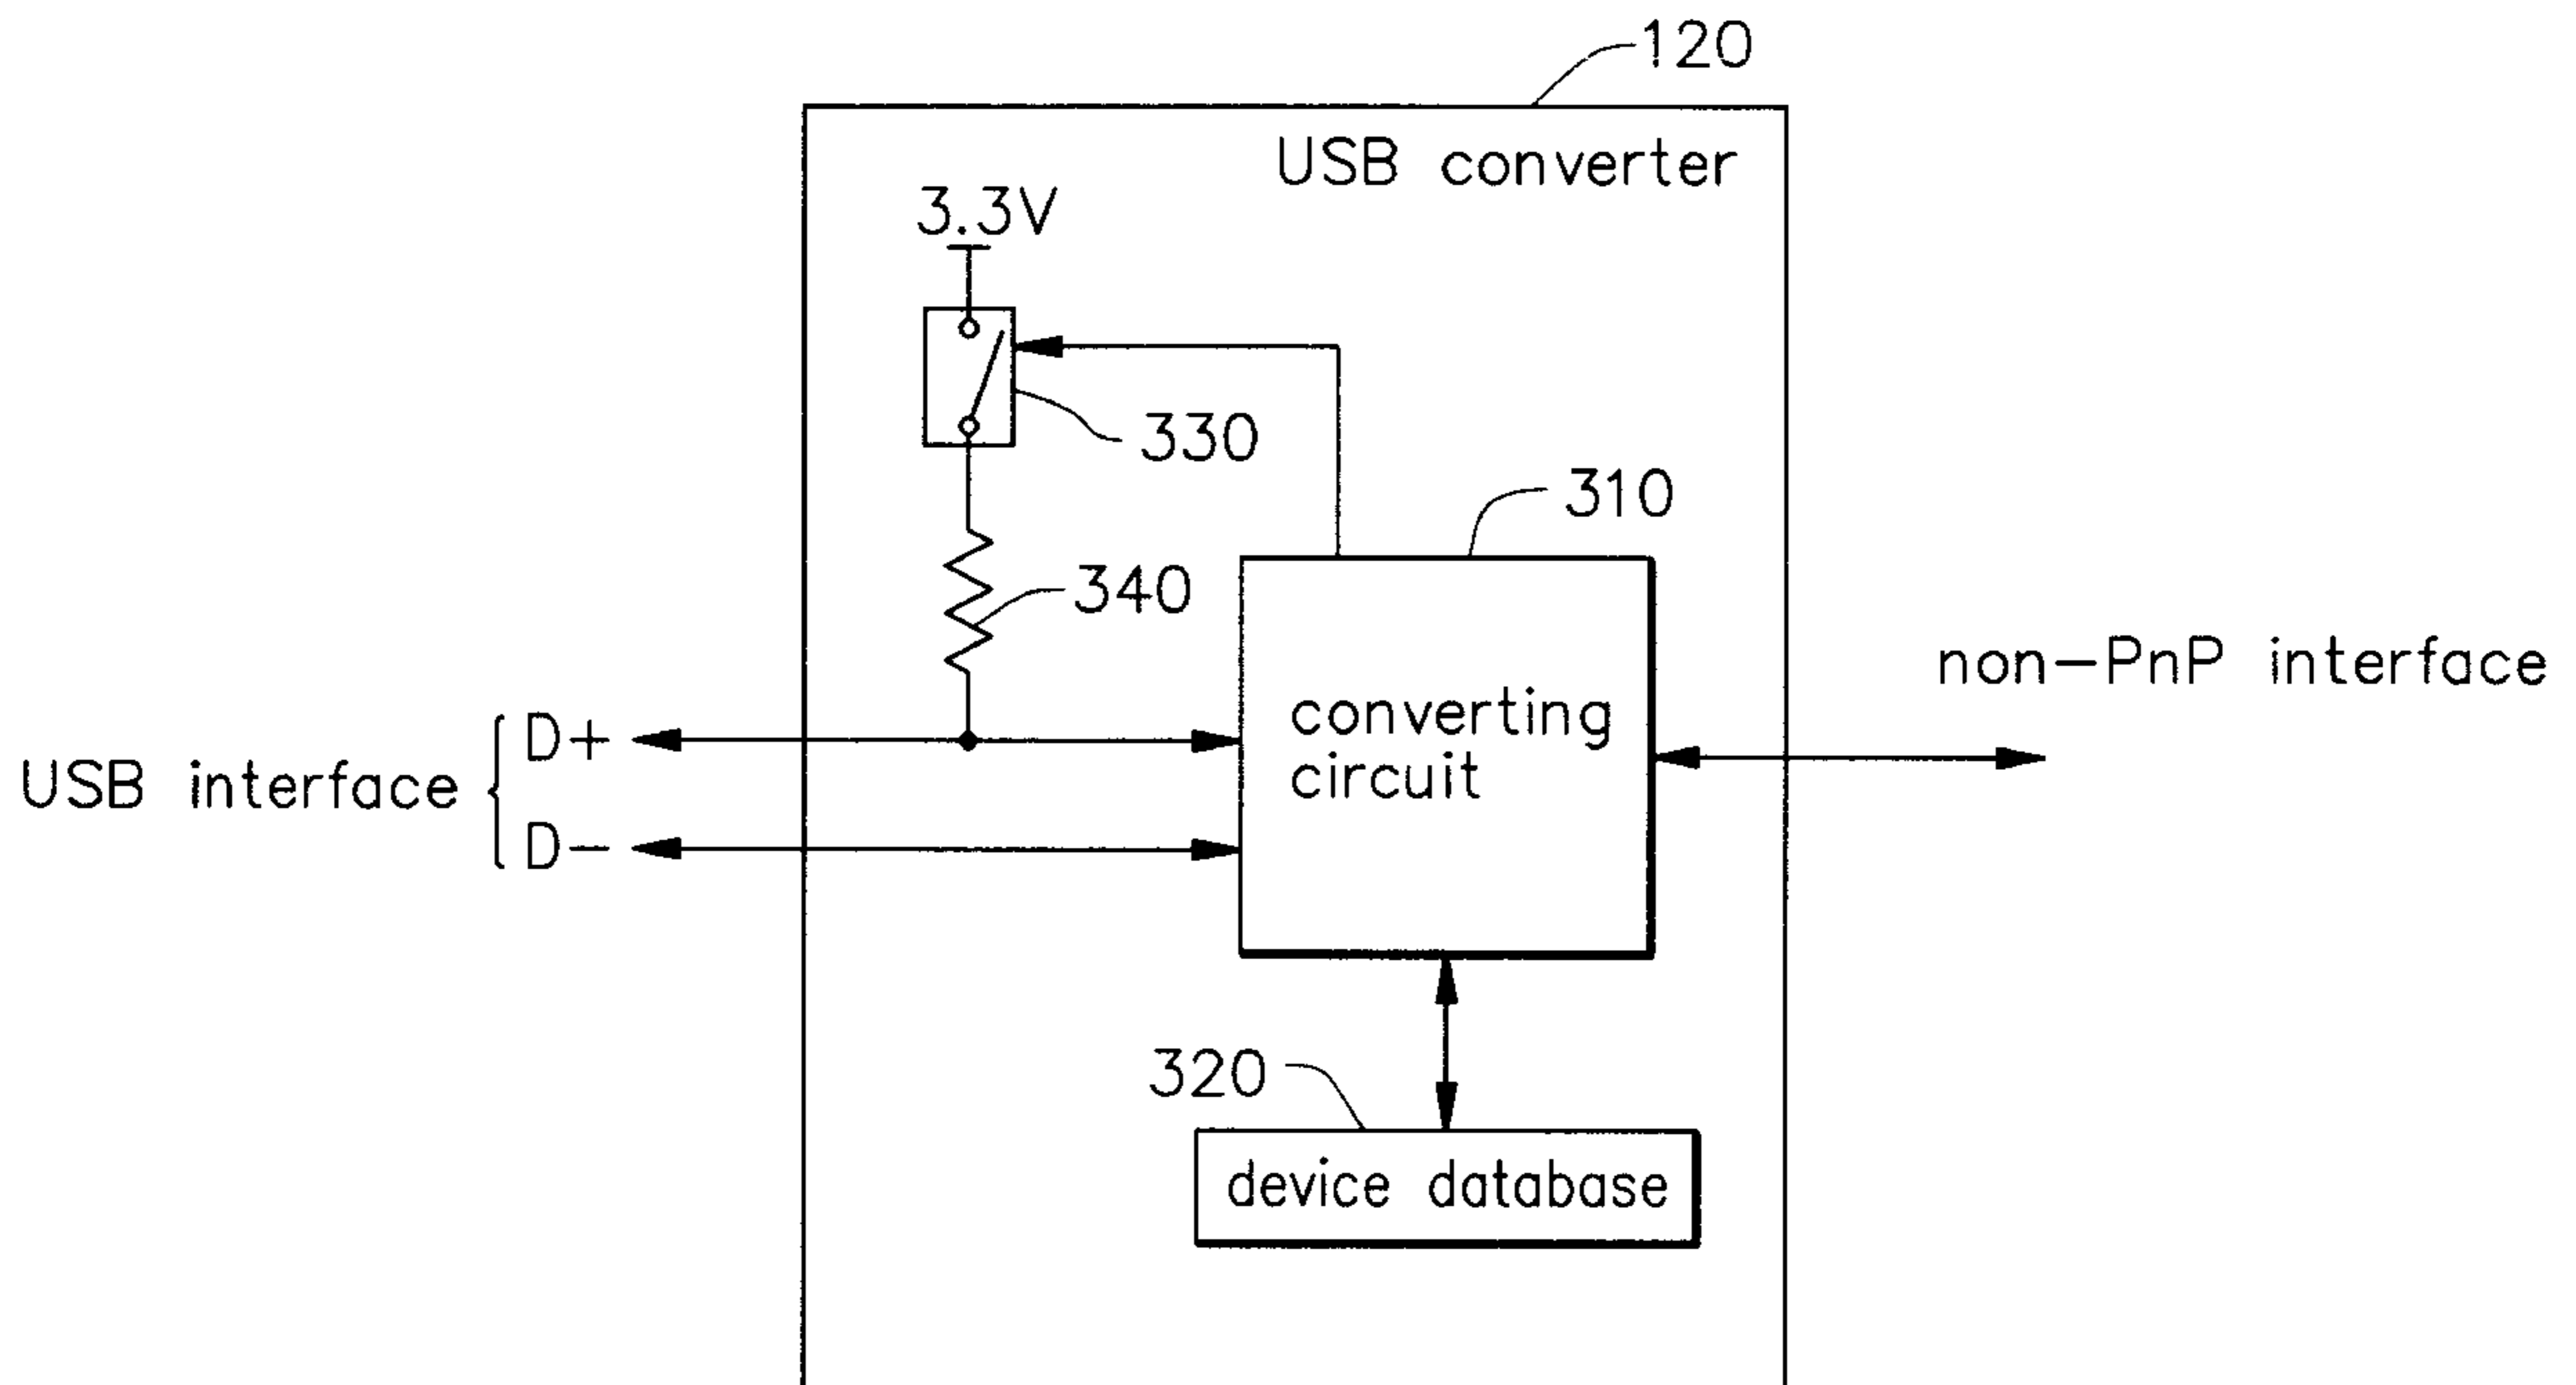 120
USB converter
3.3V
330
310
340
non-PnP interface
converting
circuit
USB interface
D+
D-
320
device database